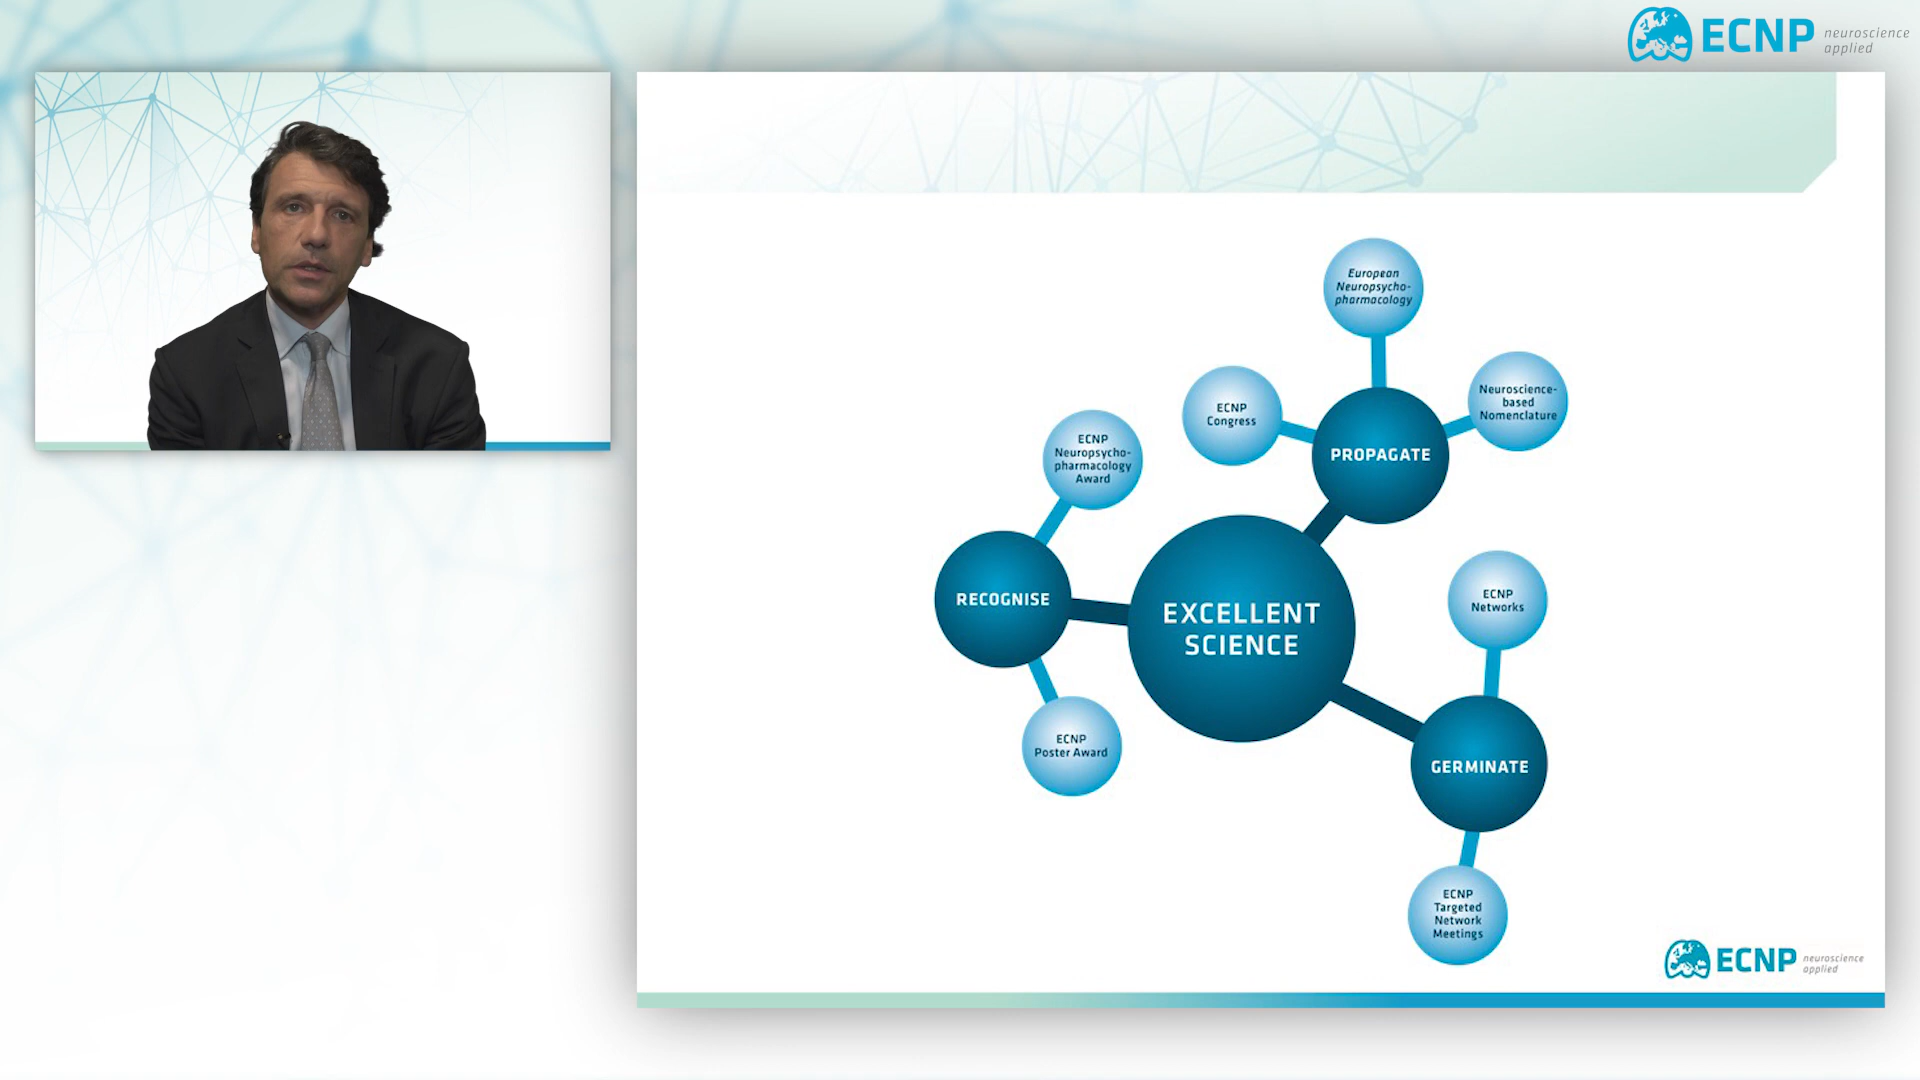 ECNP neuroscience
applied
European
Neuropsycho-
pharmacology
Neuroscience-
based
Nomenclature
ECNP
Congress
PROPAGATE
ECNP
Neuropsycho-
pharmacology
Award
RECOGNISE
EXCELLENT
SCIENCE
ECNP
Networks
ECNP
Poster Award
GERMINATE
ECNP
Targeted
Network
Meetings
ECNP neuroscience
applied